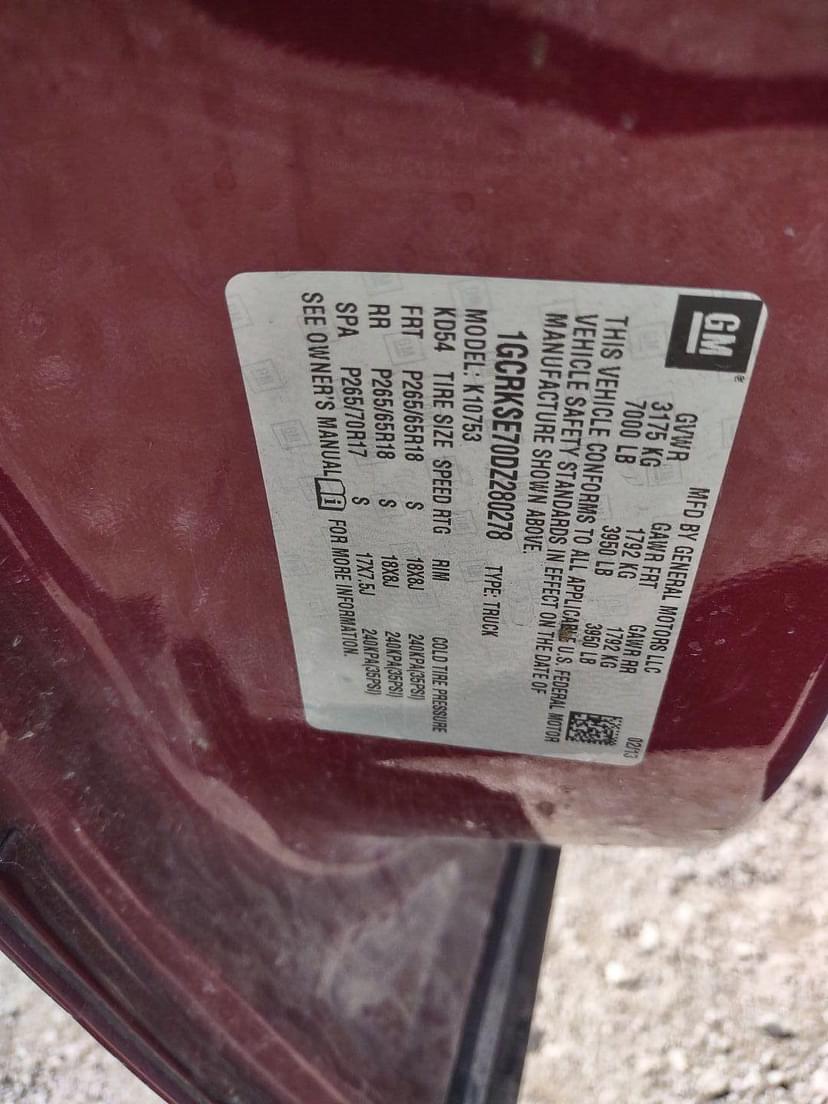 GM
MFD BY GENERAL MOTORS LLC 02/13
GVWR GAWR FRT GAWR RR
3175 KG 1792 KG 1792 KG
7000 LB 3950 LB 3950 LB
THIS VEHICLE CONFORMS TO ALL APPLICABLE U.S. FEDERAL MOTOR
VEHICLE SAFETY STANDARDS IN EFFECT ON THE DATE OF
MANUFACTURE SHOWN ABOVE.
1GCRKSE70DZ280278 TYPE: TRUCK
MODEL: K10753
KD54 TIRE SIZE SPEED RTG RIM COLD TIRE PRESSURE
FRT P265/65R18 S 18X8J 240KPA(35PSI)
RR P265/65R18 S 18X8J 240KPA(35PSI)
SPA P265/70R17 S 17X7.5J 240KPA(35PSI)
SEE OWNER'S MANUAL FOR MORE INFORMATION.